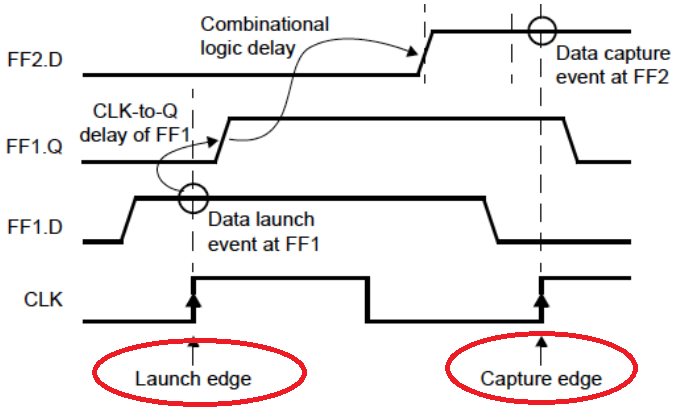 Combinational
logic delay
FF2.D
Data capture
event at FF2
CLK-to-Q
delay of FF1
FF1.Q
FF1.D
Data launch
event at FF1
CLK
Launch edge
Capture edge